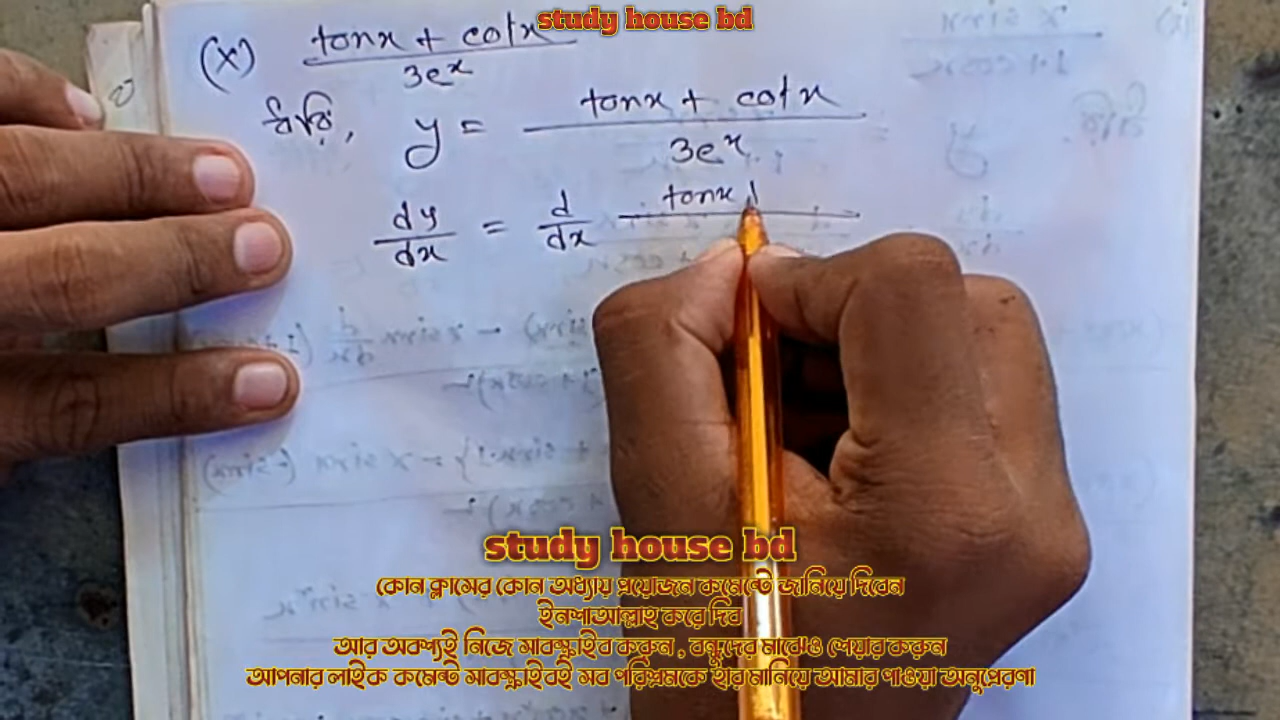 study house bd
(x) tanx + cotx / 3e^x
ধরি, y = tanx + cotx / 3e^x
dy/dx = d/dx tanx
study house bd
কোন ক্লাসের কোন অধ্যায় প্রয়োজন কমেন্টে জানিয়ে দিবেন
ইনশাআল্লাহ করে দিব
আর অবশ্যই নিজে সাবস্ক্রাইব করুন , বন্ধুদের মাঝেও শেয়ার করুন
আপনার লাইক কমেন্ট সাবস্ক্রাইবই সব পরিশ্রমকে হার মানিয়ে আমার পাওয়া অনুপ্রেরণা